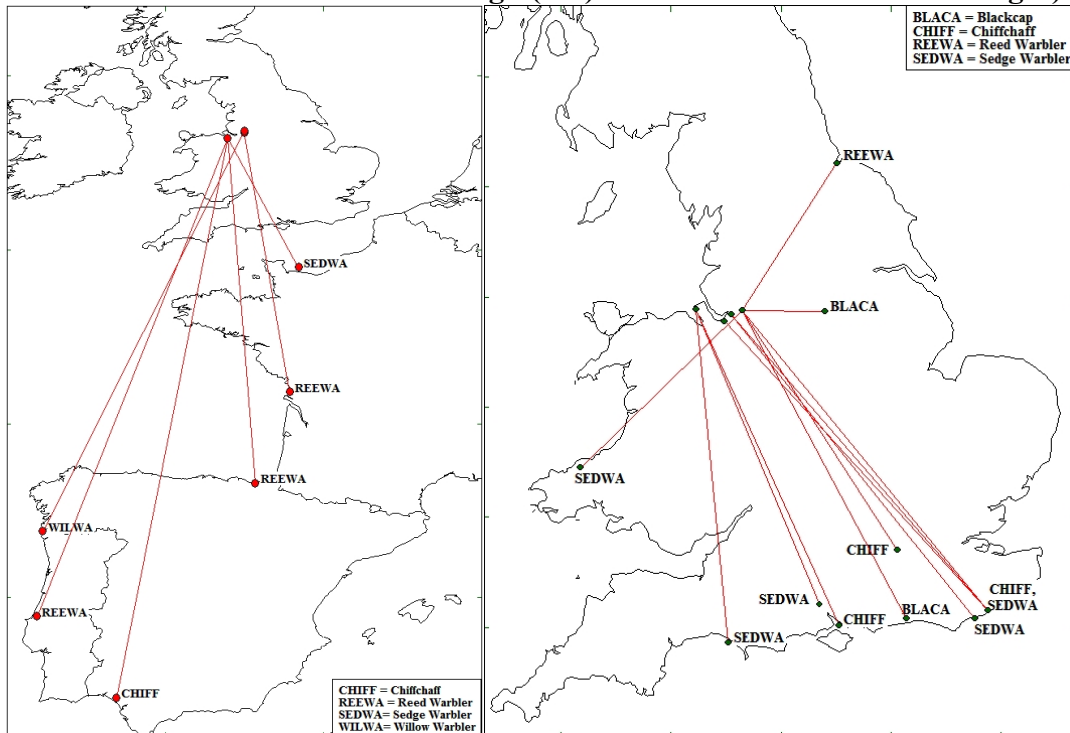 SEDWA
REEWA
REEWA
WILWA
REEWA
CHIFF
CHIFF = Chiffchaff
REEWA = Reed Warbler
SEDWA= Sedge Warbler
WILWA= Willow Warbler
BLACA = Blackcap
CHIFF = Chiffchaff
REEWA = Reed Warbler
SEDWA = Sedge Warbler
REEWA
BLACA
SEDWA
CHIFF
CHIFF,
SEDWA
SEDWA
BLACA
CHIFF
SEDWA
SEDWA